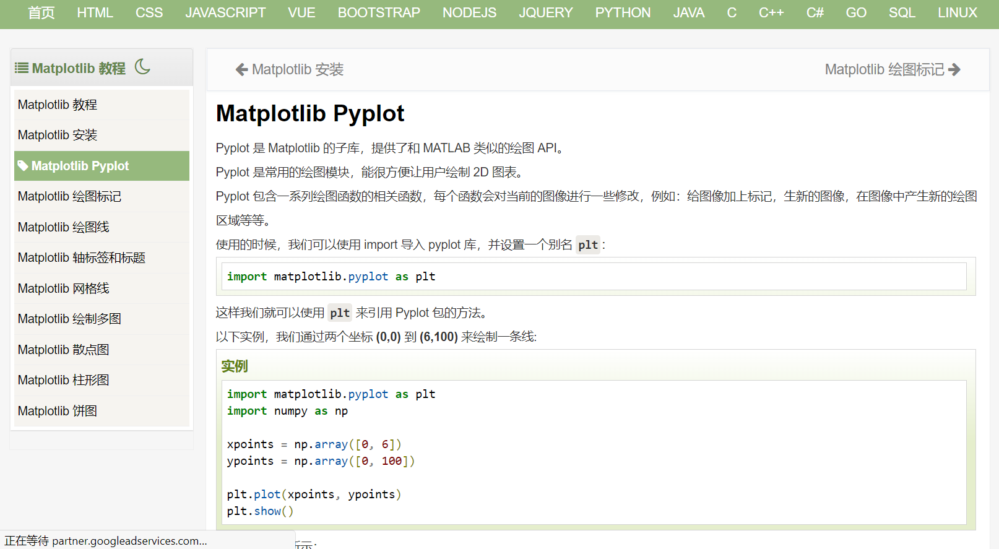 首页 HTML CSS JAVASCRIPT VUE BOOTSTRAP NODEJS JQUERY PYTHON JAVA C C++ C# GO SQL LINUX
Matplotlib 教程
Matplotlib 教程
Matplotlib 安装
Matplotlib Pyplot
Matplotlib 绘图标记
Matplotlib 绘图线
Matplotlib 轴标签和标题
Matplotlib 网格线
Matplotlib 绘制多图
Matplotlib 散点图
Matplotlib 柱形图
Matplotlib 饼图
Matplotlib 安装
Matplotlib 绘图标记
Matplotlib Pyplot
Pyplot 是 Matplotlib 的子库，提供了和 MATLAB 类似的绘图 API。
Pyplot 是常用的绘图模块，能很方便让用户绘制 2D 图表。
Pyplot 包含一系列绘图函数的相关函数，每个函数会对当前的图像进行一些修改，例如：给图像加上标记，生新的图像，在图像中产生新的绘图
区域等等。
使用的时候，我们可以使用 import 导入 pyplot 库，并设置一个别名 plt：
import matplotlib.pyplot as plt
这样我们就可以使用 plt 来引用 Pyplot 包的方法。
以下实例，我们通过两个坐标 (0,0) 到 (6,100) 来绘制一条线:
实例
import matplotlib.pyplot as plt
import numpy as np
xpoints = np.array([0, 6])
ypoints = np.array([0, 100])
plt.plot(xpoints, ypoints)
plt.show()
示：
正在等待 partner.googleadservices.com...